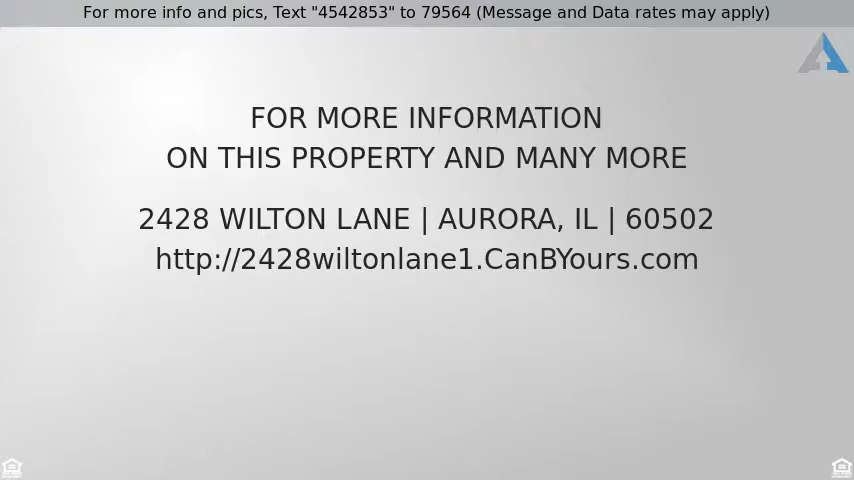 For more info and pics, Text "4542853" to 79564 (Message and Data rates may apply)
FOR MORE INFORMATION
ON THIS PROPERTY AND MANY MORE
2428 WILTON LANE | AURORA, IL | 60502
http://2428wiltonlane1.CanBYours.com